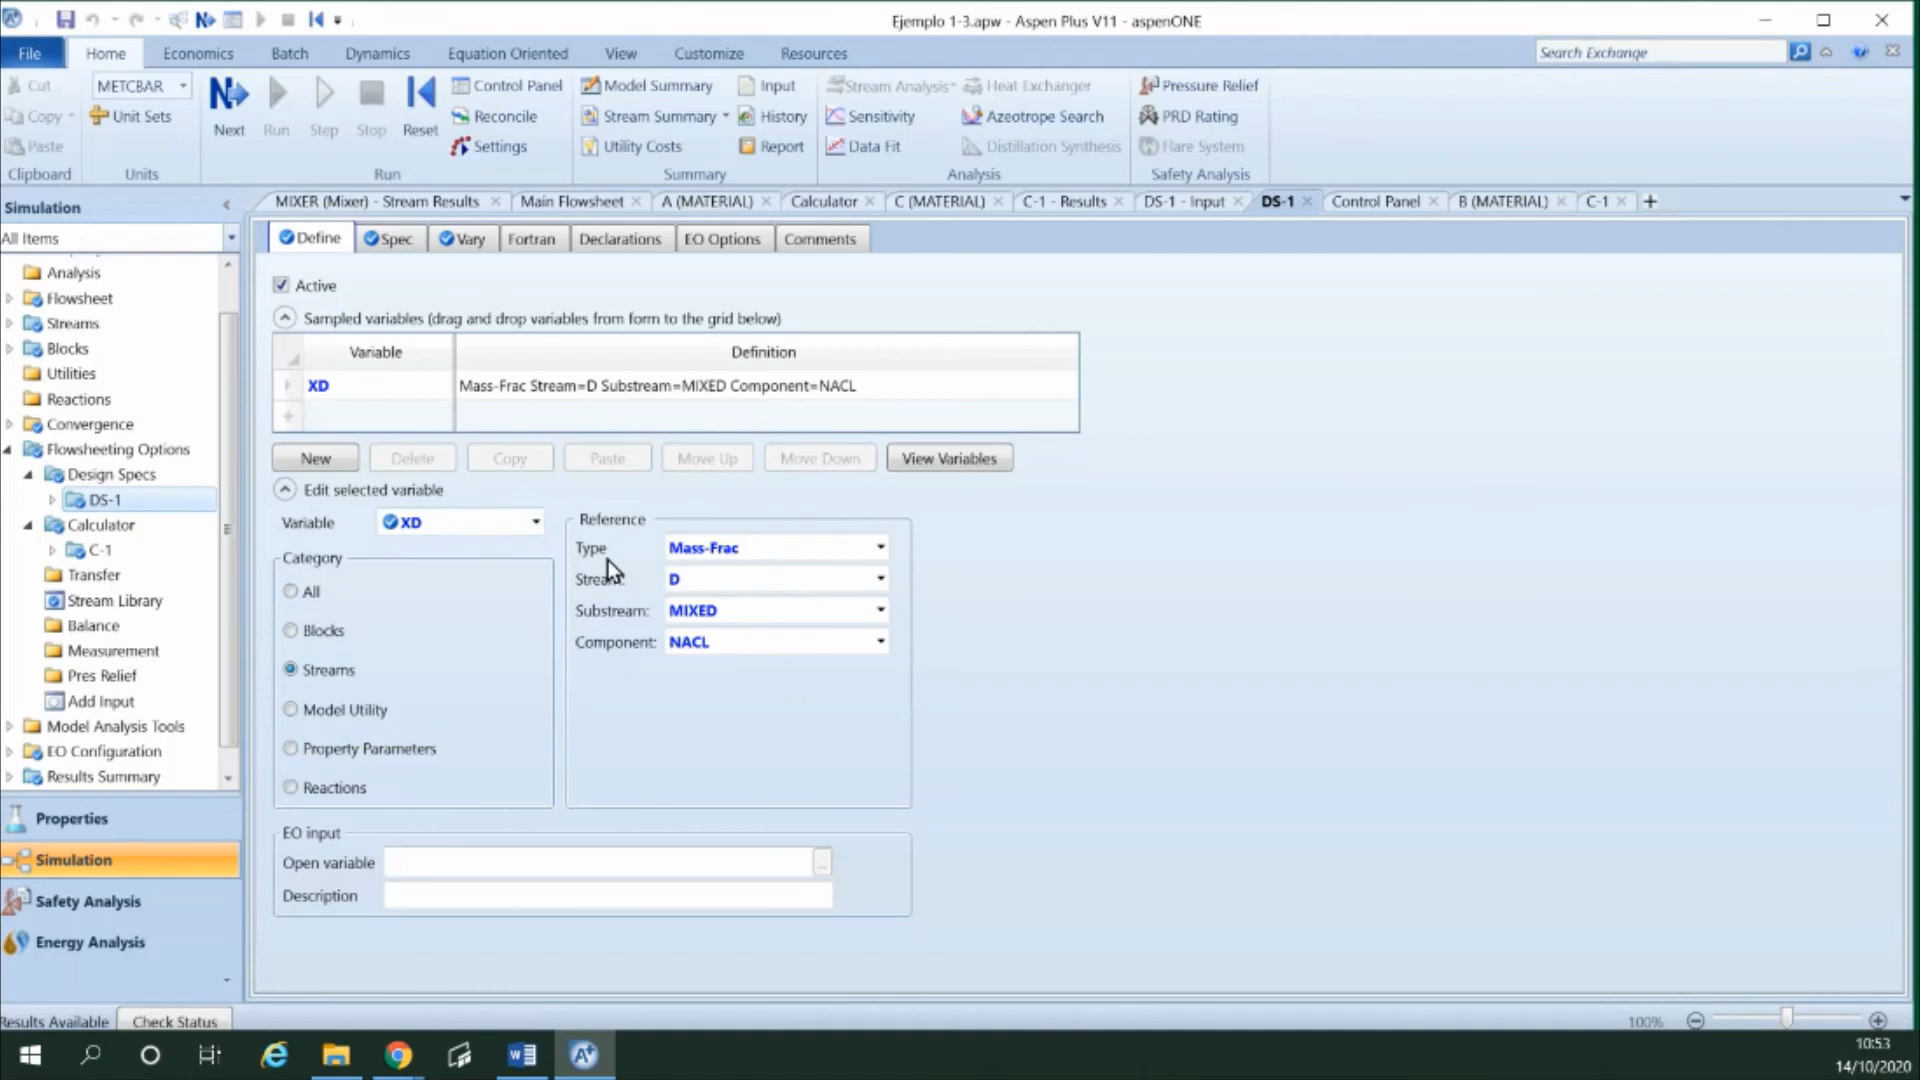 Ejemplo 1-3.apw - Aspen Plus V11 - aspenONE
File Home Economics Batch Dynamics Equation Oriented View Customize Resources Search Exchange
Cut METCBAR Control Panel Model Summary Input Stream Analysis Heat Exchanger Pressure Relief
Copy Unit Sets Reconcile Stream Summary History Sensitivity Azeotrope Search PRD Rating
Next Run Step Stop Reset
Paste Settings Utility Costs Report Data Fit Distillation Synthesis Flare System
Clipboard Units Run Summary Analysis Safety Analysis
Simulation
MIXER (Mixer) - Stream Results Main Flowsheet A (MATERIAL) Calculator C (MATERIAL) C-1 - Results DS-1 - Input DS-1 Control Panel B (MATERIAL) C-1
All Items
Define Spec Vary Fortran Declarations EO Options Comments
Analysis
Flowsheet
Streams
Blocks
Utilities
Reactions
Convergence
Flowsheeting Options
Design Specs
DS-1
Calculator
C-1
Transfer
Stream Library
Balance
Measurement
Pres Relief
Add Input
Model Analysis Tools
EO Configuration
Results Summary
Properties
Simulation
Safety Analysis
Energy Analysis
Active
Sampled variables (drag and drop variables from form to the grid below)
Variable Definition
XD Mass-Frac Stream=D Substream=MIXED Component=NACL
New Delete Copy Paste Move Up Move Down View Variables
Edit selected variable
Variable XD
Category
All
Blocks
Streams
Model Utility
Property Parameters
Reactions
Reference
Type Mass-Frac
Stream: D
Substream: MIXED
Component: NACL
EO input
Open variable
Description
Results Available Check Status 100%
10:53
14/10/2020